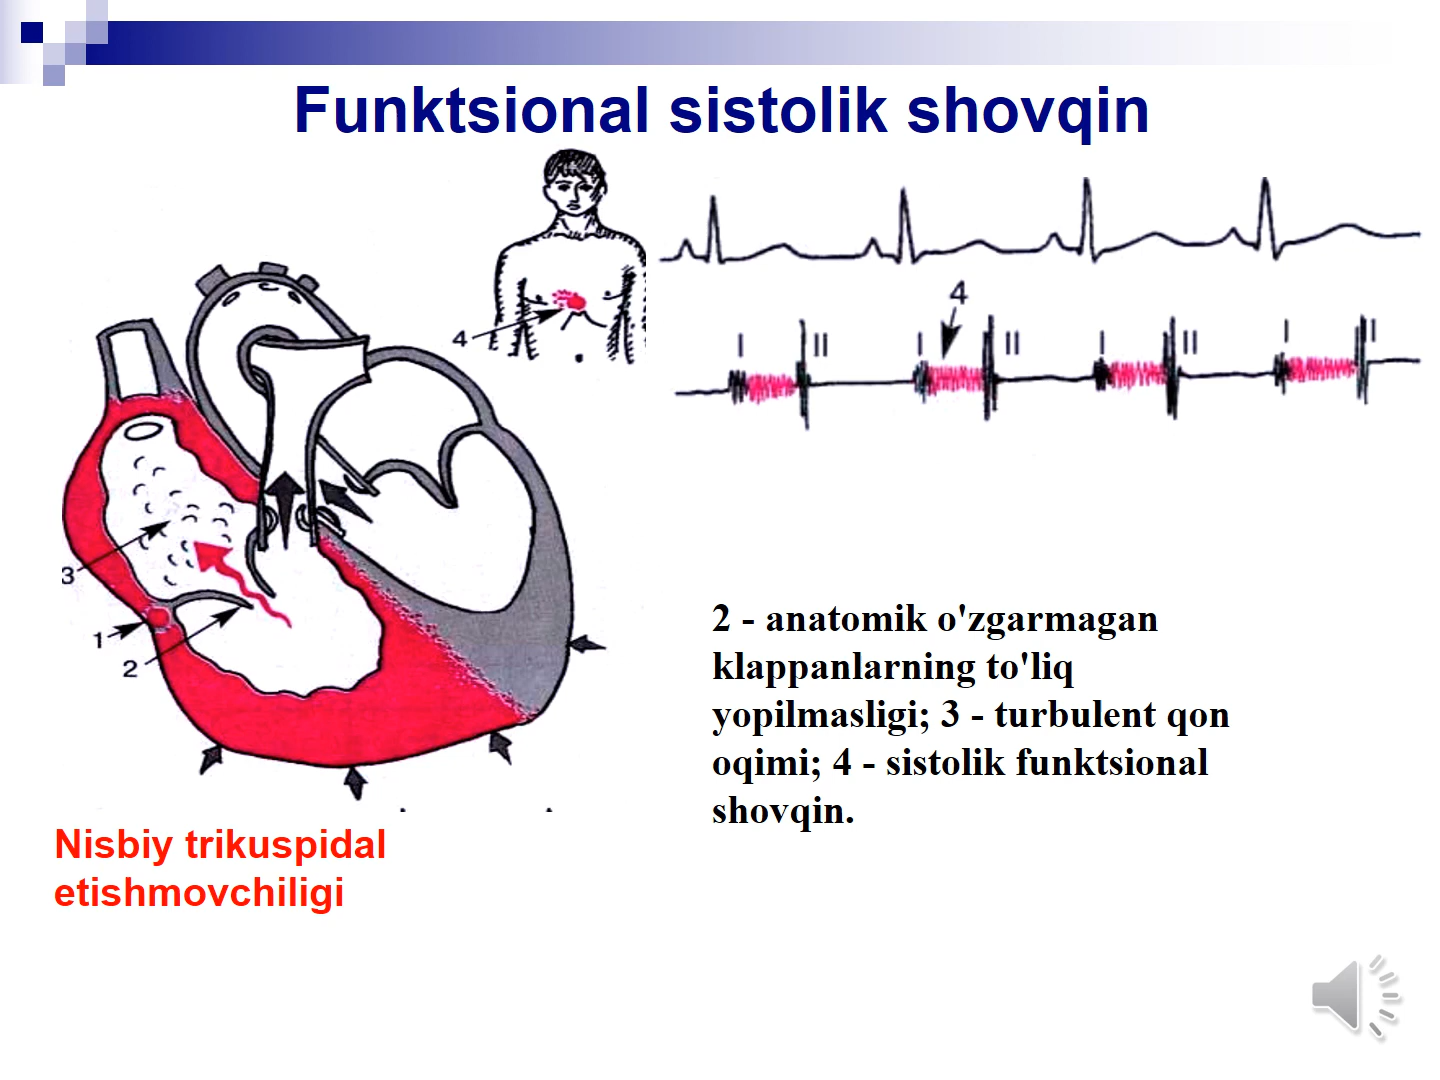 Funktsional sistolik shovqin
4
4
I
II
I
II
I
II
I
II
3
1
2
2 - anatomik o'zgarmagan
klappanlarning to'liq
yopilmasligi; 3 - turbulent qon
oqimi; 4 - sistolik funktsional
shovqin.
Nisbiy trikuspidal
etishmovchiligi